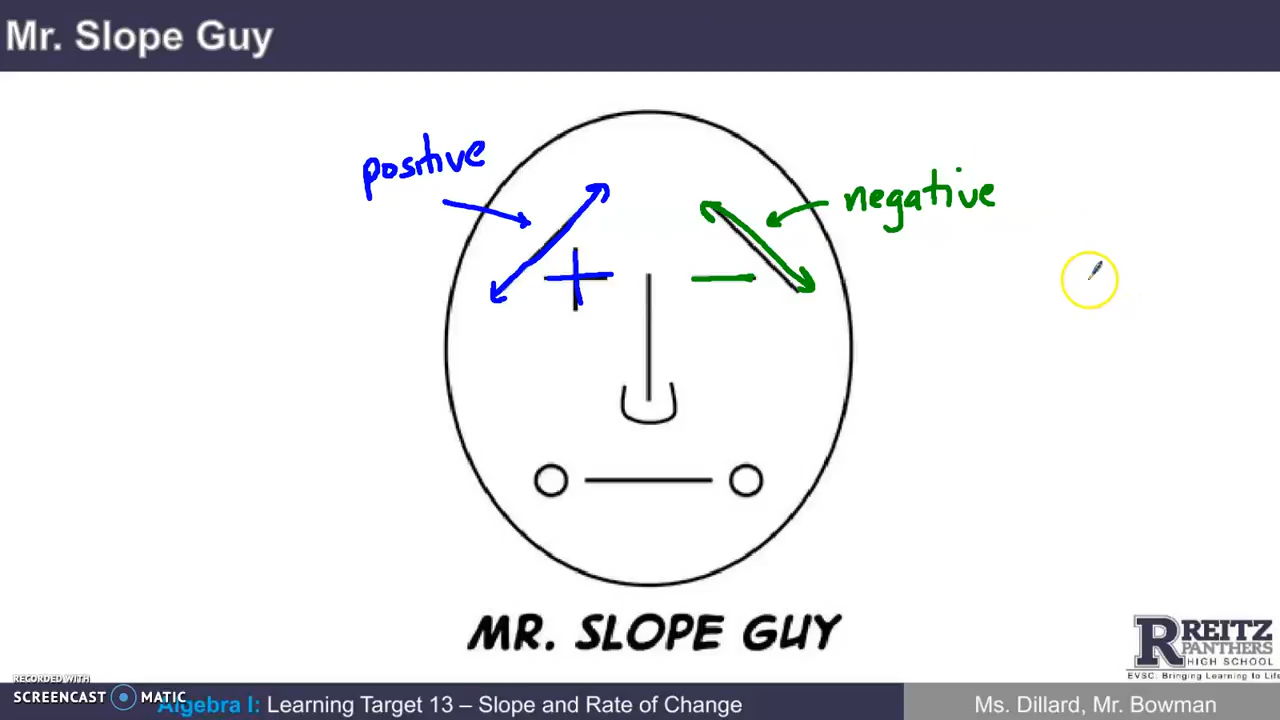 Mr. Slope Guy
positive
negative
+
−
MR. SLOPE GUY
REITZ
PANTHERS
HIGH SCHOOL
EVSC: Bringing Learning to Life
RECORDED WITH
SCREENCAST MATIC
Algebra I: Learning Target 13 – Slope and Rate of Change
Ms. Dillard, Mr. Bowman